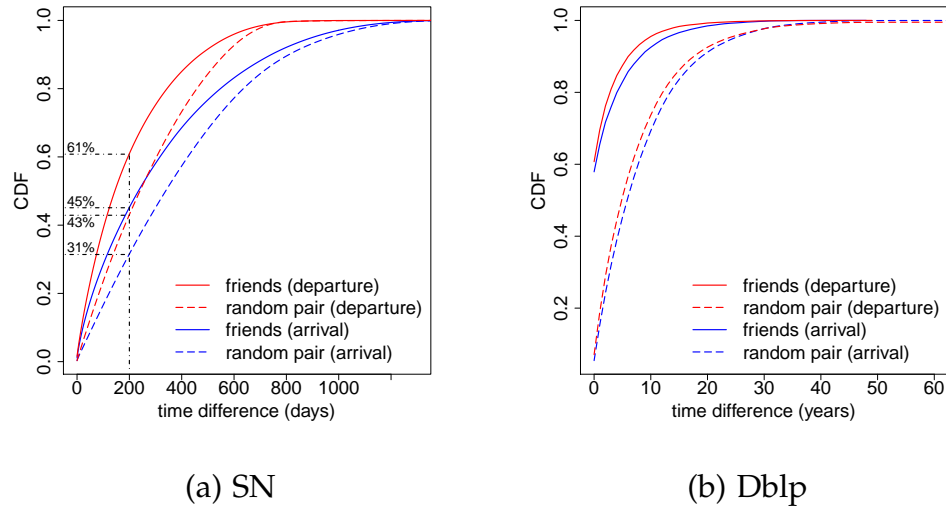 CDF
0.0 0.2 0.4 0.6 0.8 1.0
61%
45%
43%
31%
friends (departure)
random pair (departure)
friends (arrival)
random pair (arrival)
0 200 400 600 800 1000
time difference (days)
(a) SN
CDF
0.2 0.4 0.6 0.8 1.0
friends (departure)
random pair (departure)
friends (arrival)
random pair (arrival)
0 10 20 30 40 50 60
time difference (years)
(b) Dblp